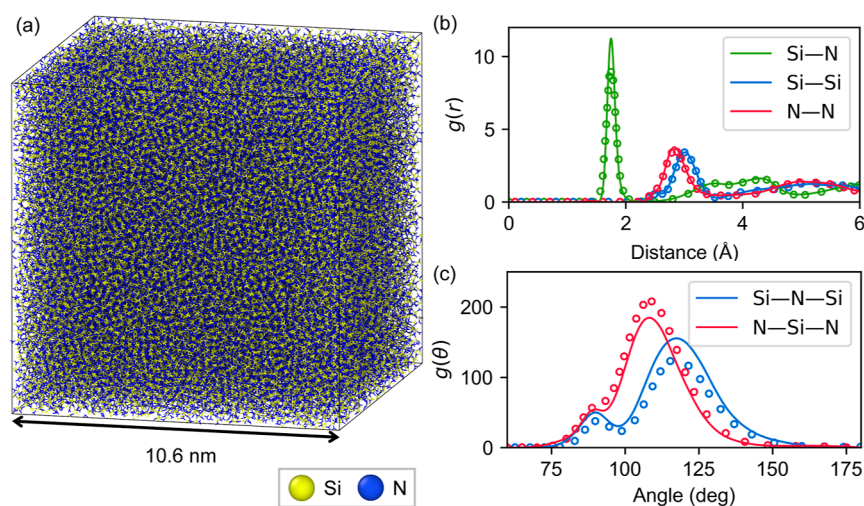 (a)
10.6 nm
Si N
(b)
10
5
0
g(r)
Si—N
Si—Si
N—N
0 2 4 6
Distance (Å)
(c)
200
100
0
g(θ)
Si—N—Si
N—Si—N
75 100 125 150 175
Angle (deg)